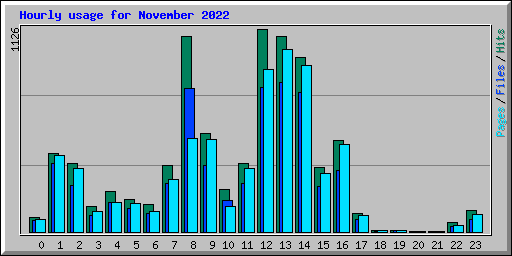 Hourly usage for November 2022
1126
Pages / Files / Hits
0 1 2 3 4 5 6 7 8 9 10 11 12 13 14 15 16 17 18 19 20 21 22 23